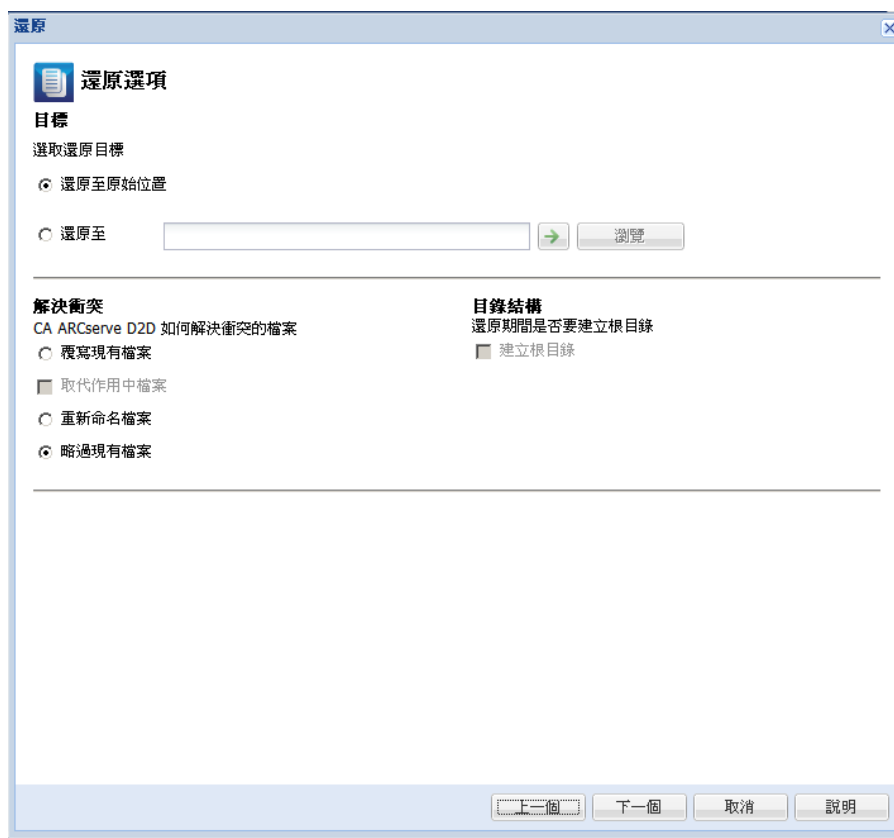 還原
還原選項
目標
選取還原目標
還原至原始位置
還原至
瀏覽
解決衝突
CA ARCserve D2D 如何解決衝突的檔案
覆寫現有檔案
取代作用中檔案
重新命名檔案
略過現有檔案
目錄結構
還原期間是否要建立根目錄
建立根目錄
上一個
下一個
取消
說明